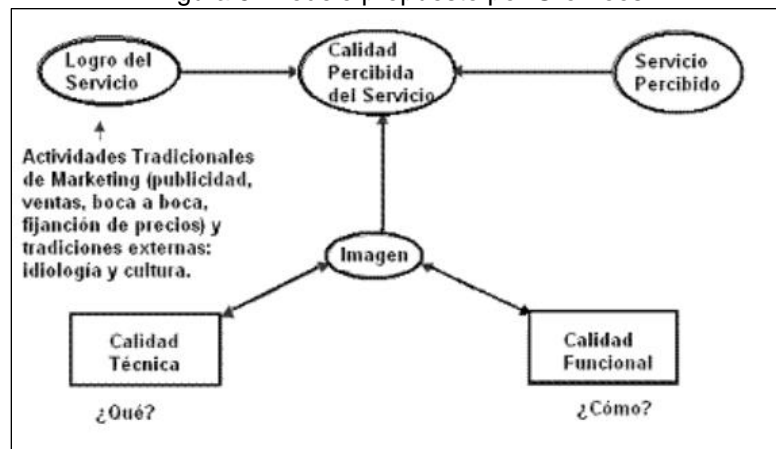 Logro del
Servicio
Calidad
Percibida
del Servicio
Servicio
Percibido
Actividades Tradicionales
de Marketing (publicidad,
ventas, boca a boca,
fijanción de precios) y
tradiciones externas:
idiología y cultura.
Imagen
Calidad
Técnica
Calidad
Funcional
¿Qué?
¿Cómo?